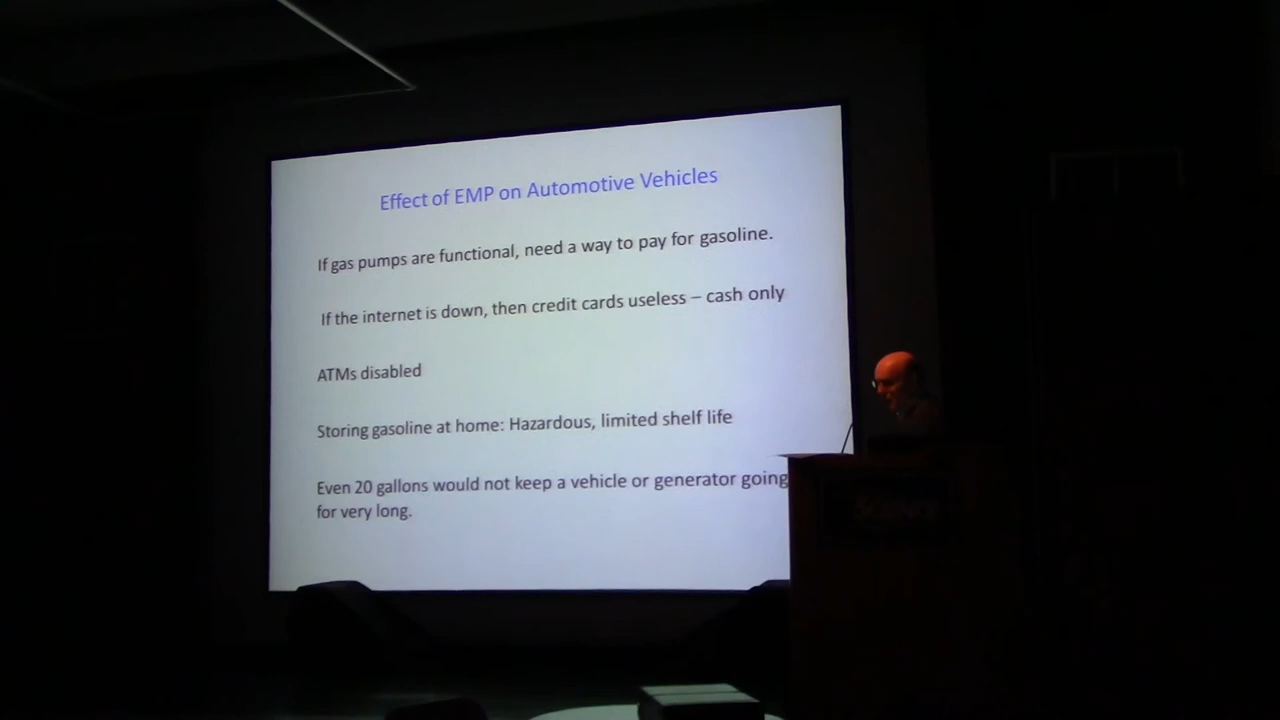 Effect of EMP on Automotive Vehicles
If gas pumps are functional, need a way to pay for gasoline.
If the internet is down, then credit cards useless – cash only
ATMs disabled
Storing gasoline at home: Hazardous, limited shelf life
Even 20 gallons would not keep a vehicle or generator going
for very long.
SCIENCE